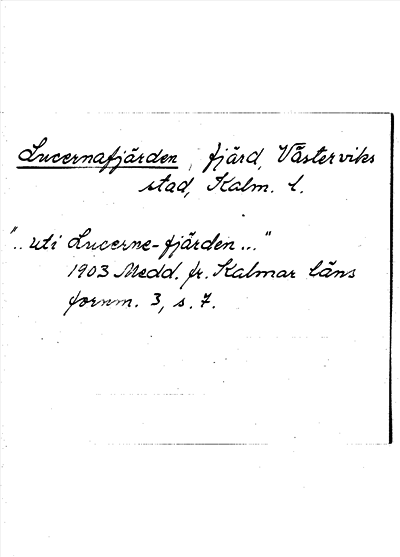 Lucernafjärden, fjärd, Västerviks
stad, Kalm. l.
".. uti Lucerne-fjärden..."
1903 Medd. fr. Kalmar läns
fornm. 3, s. 7.